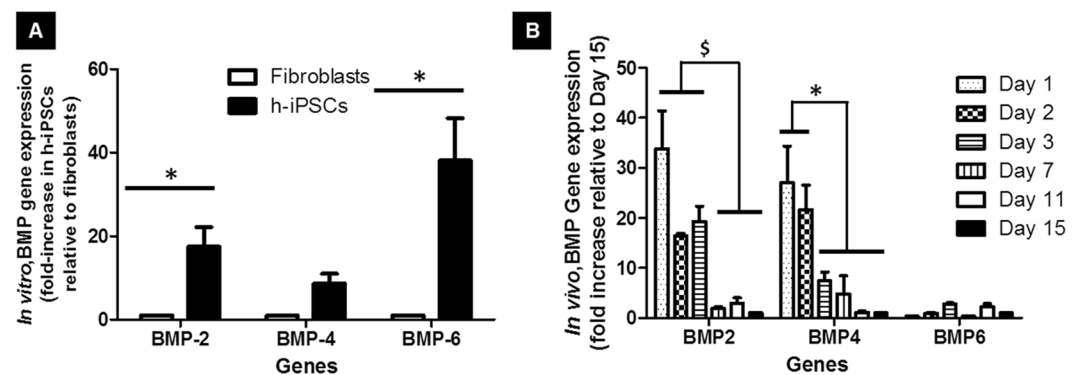 A
In vitro,BMP gene expression
(fold-increase in h-iPSCs
relative to fibroblasts)
60
40
20
0
Fibroblasts
h-iPSCs
*
*
BMP-2
BMP-4
BMP-6
Genes
B
In vivo,BMP Gene expression
(fold increase relative to Day 15)
50
40
30
20
10
0
$
*
Day 1
Day 2
Day 3
Day 7
Day 11
Day 15
BMP2
BMP4
BMP6
Genes